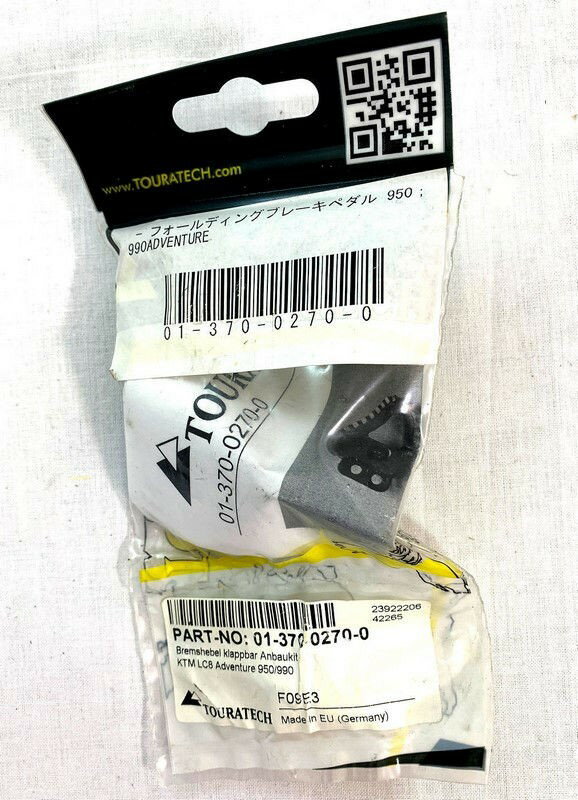 www.TOURATECH.com
- フォールディングブレーキペダル 950 ;
990ADVENTURE
01-370-0270-0
TOURA
01-370-0270-0
23922206
42265
PART-NO: 01-370 0270-0
Bremshebel klappbar Anbaukit
KTM LC8 Adventure 950/990
F09E3
TOURATECH
Made in EU (Germany)